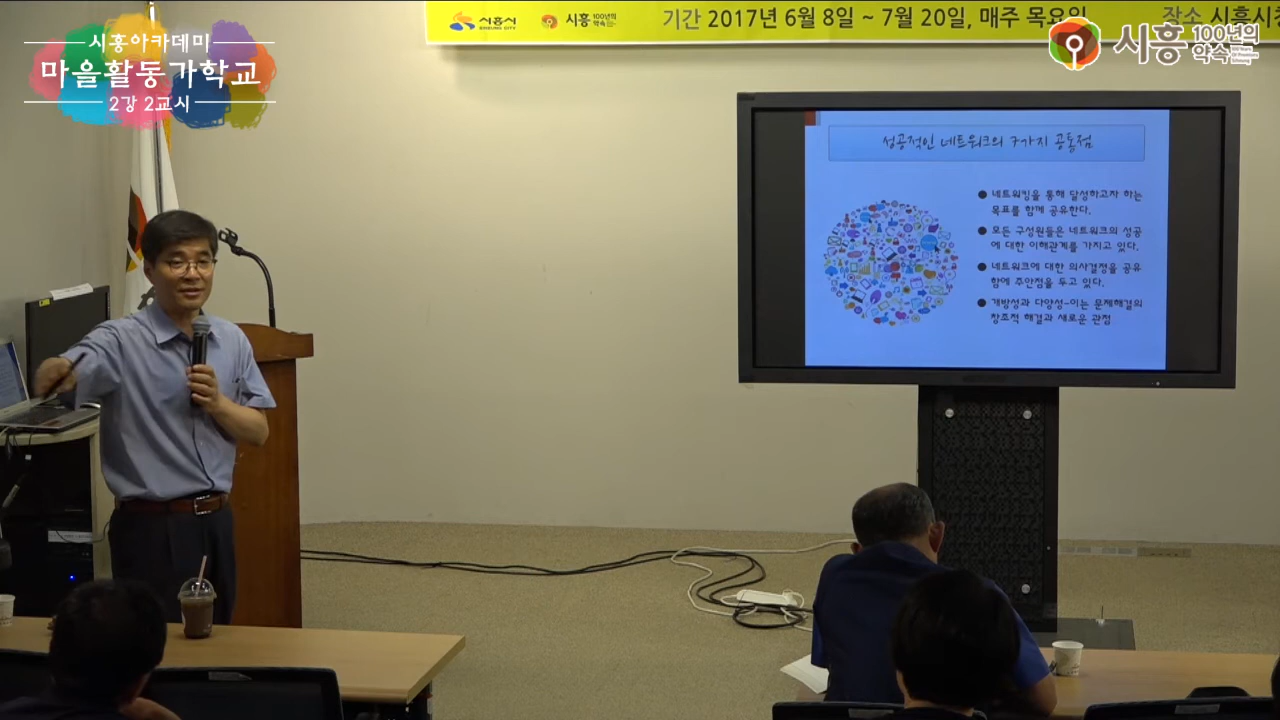 시흥아카데미
마을활동가학교
2강 2교시
시흥시
SIHEUNG CITY
시흥 100년의 약속
기간 2017년 6월 8일 ~ 7월 20일, 매주 목요일
장소 시흥시청
시흥 100년의 약속
성공적인 네트워크의 7가지 공통점
● 네트워킹을 통해 달성하고자 하는
목표를 함께 공유한다.
● 모든 구성원들은 네트워크의 성공
에 대한 이해관계를 가지고 있다.
● 네트워크에 대한 의사결정을 공유
함에 주안점을 두고 있다.
● 개방성과 다양성-이는 문제해결의
창조적 해결과 새로운 관점